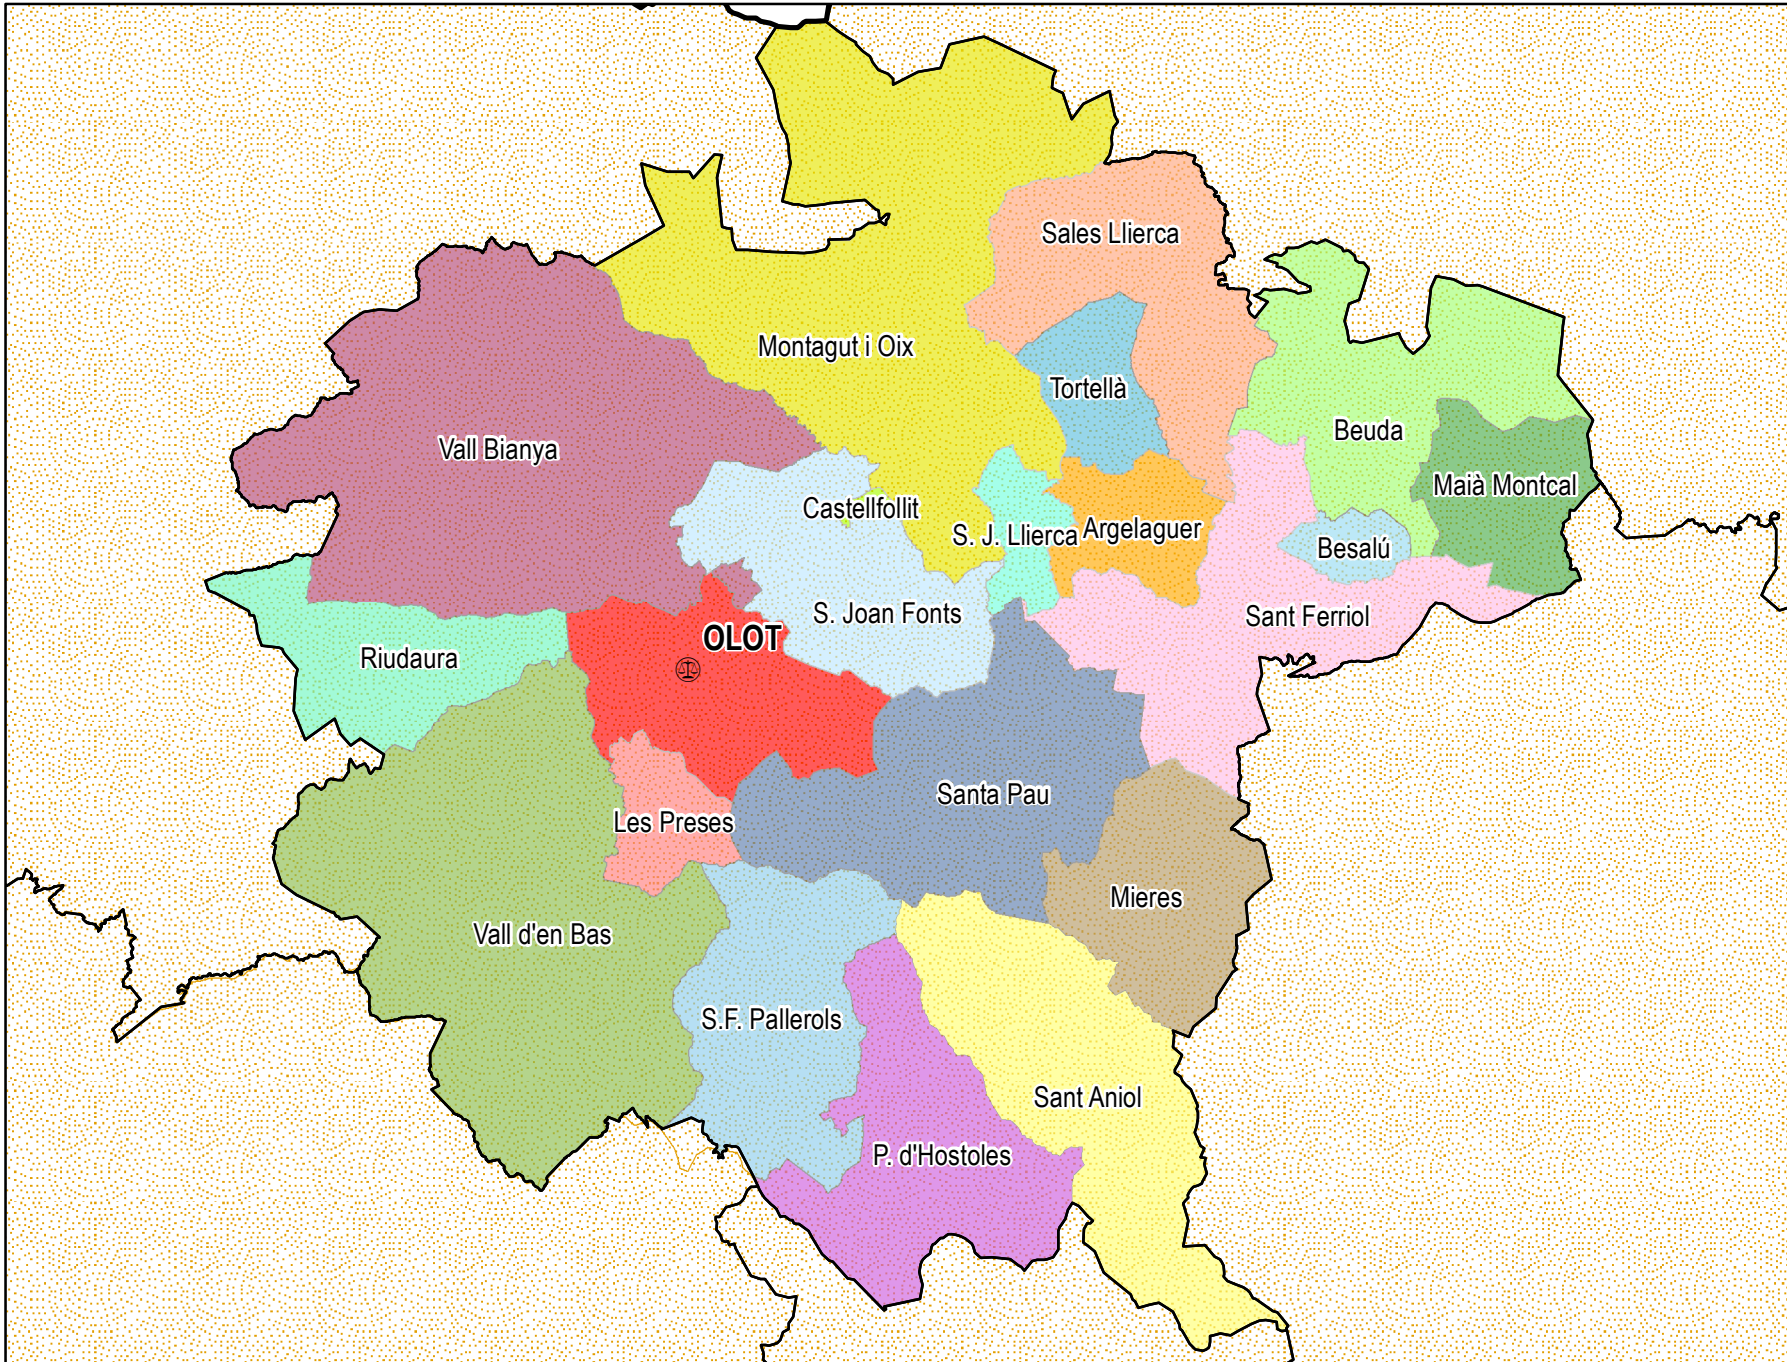 Sales Llierca
Montagut i Oix
Tortellà
Beuda
Vall Bianya
Maià Montcal
Castellfollit
S. J. Llierca
Argelaguer
Besalú
S. Joan Fonts
Sant Ferriol
OLOT
Riudaura
Santa Pau
Les Preses
Mieres
Vall d'en Bas
S.F. Pallerols
Sant Aniol
P. d'Hostoles